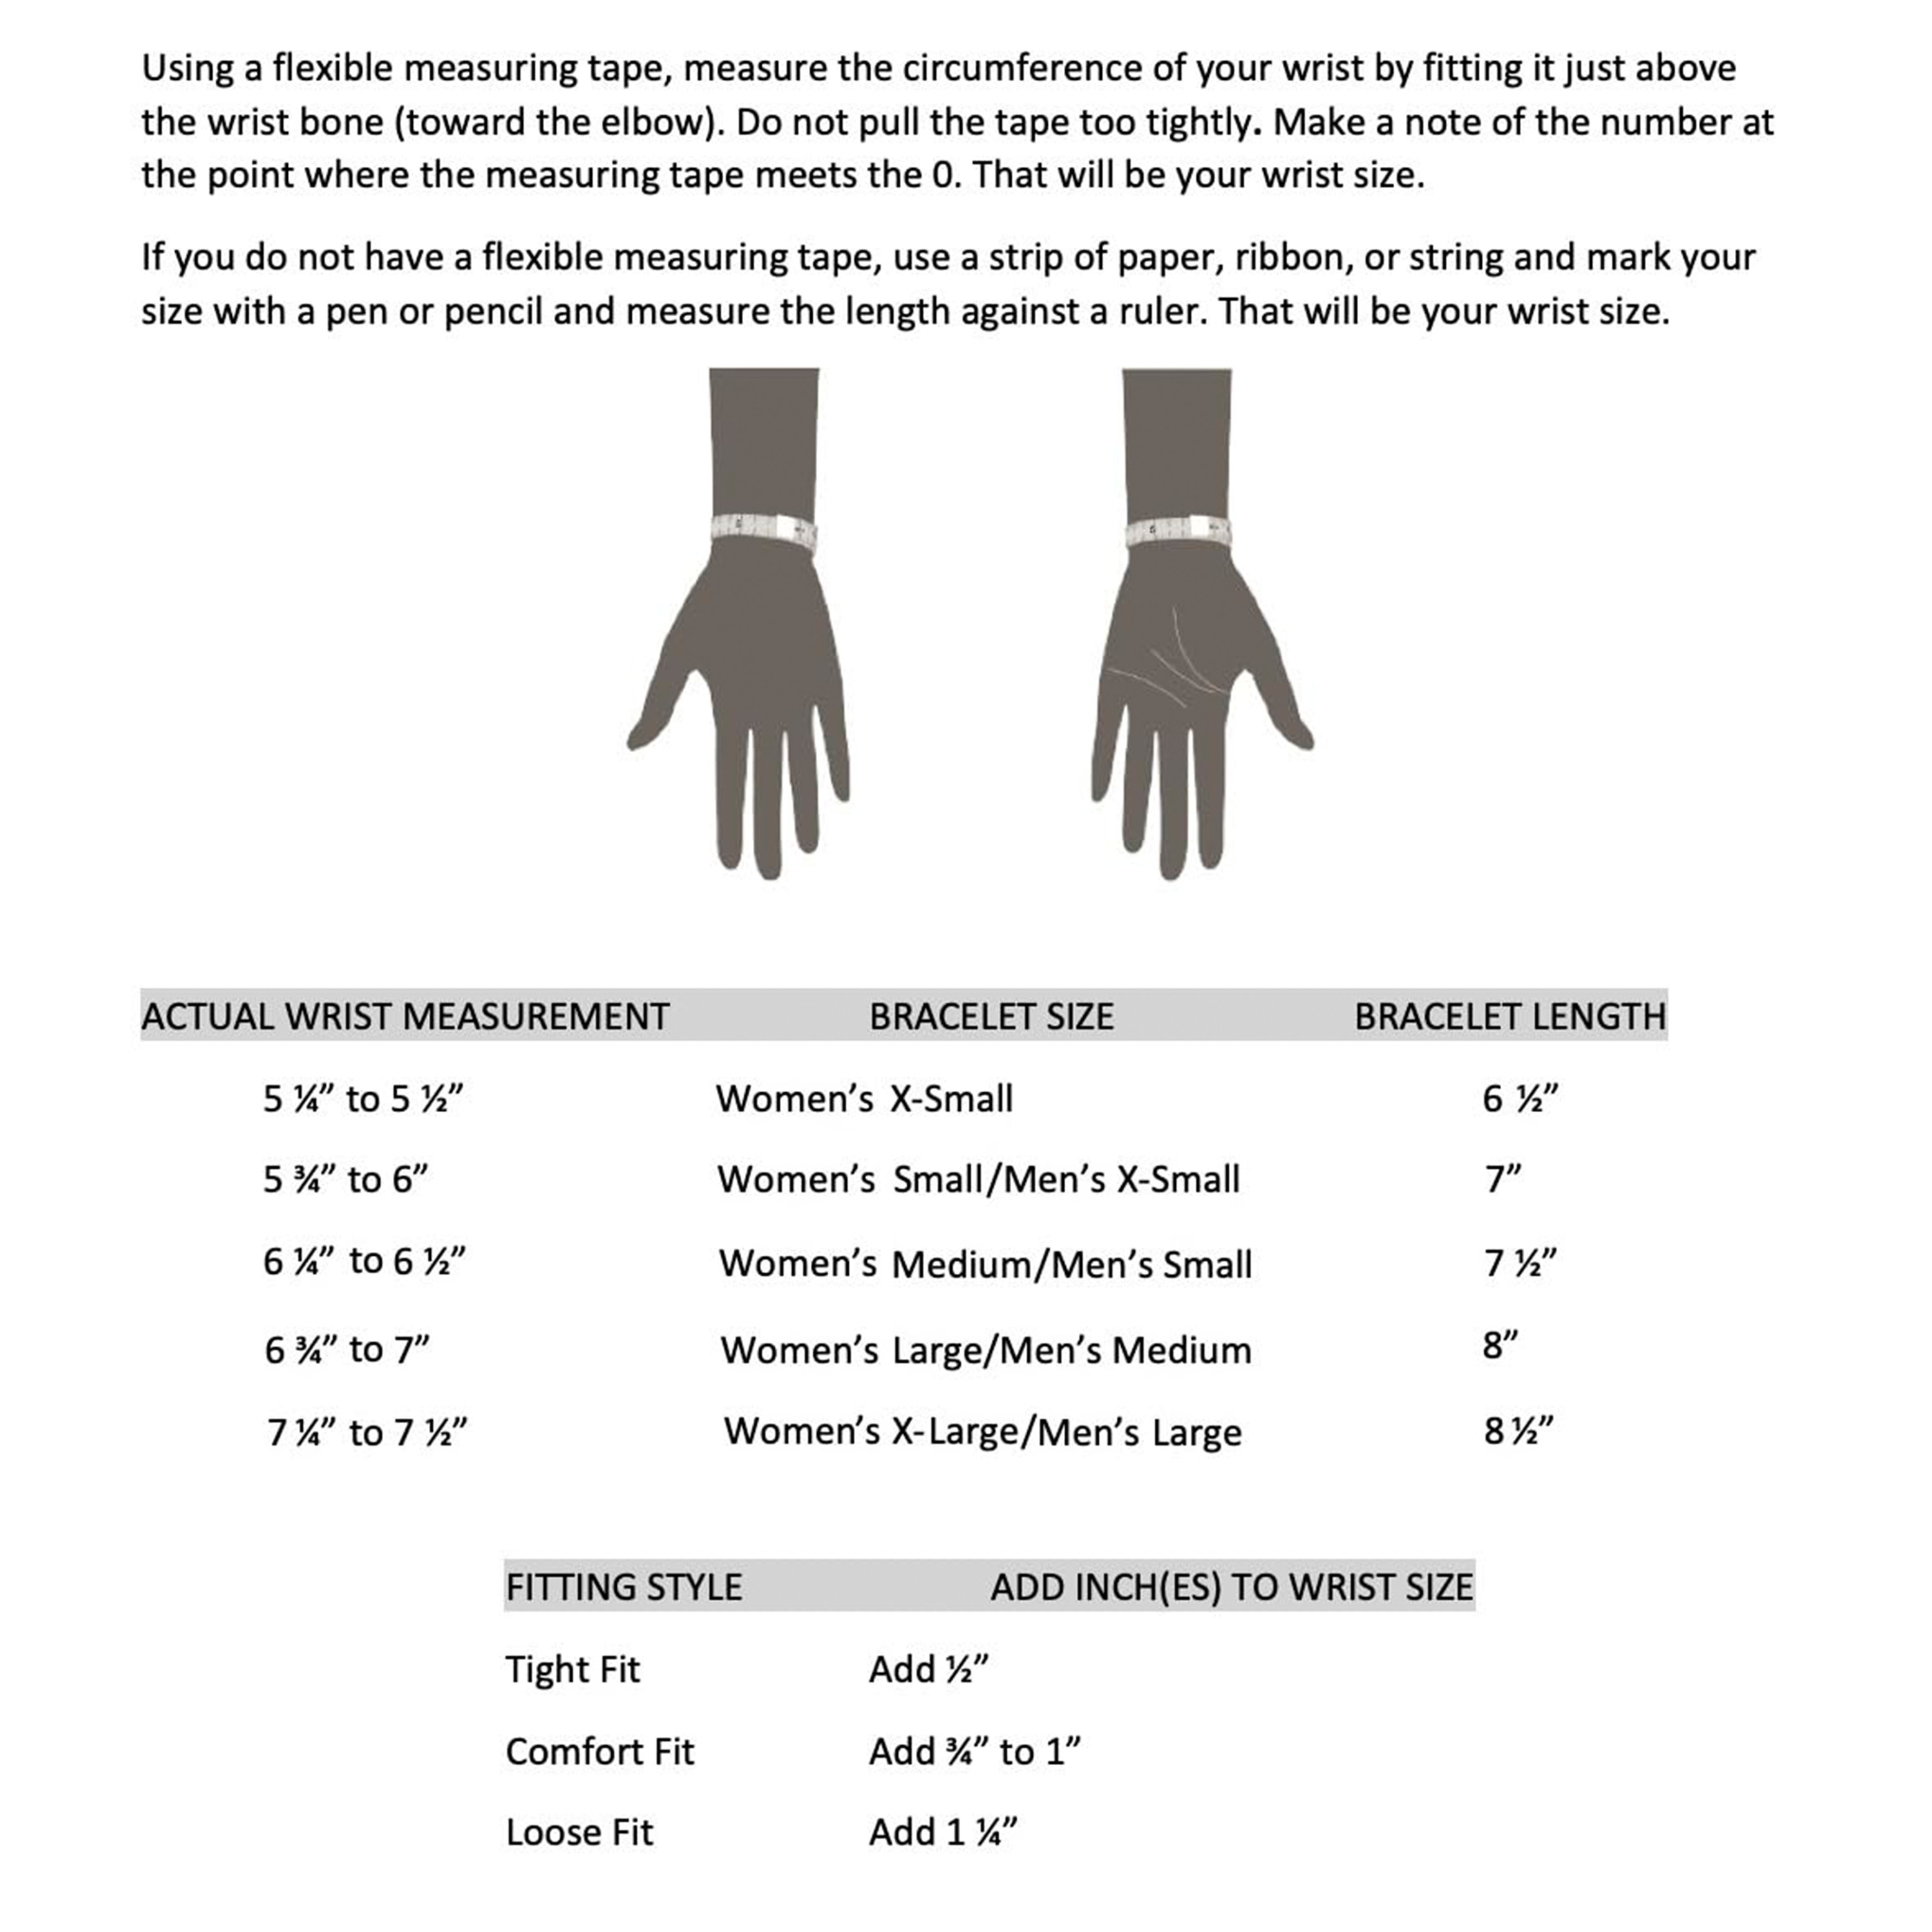 Using a flexible measuring tape, measure the circumference of your wrist by fitting it just above
the wrist bone (toward the elbow). Do not pull the tape too tightly. Make a note of the number at
the point where the measuring tape meets the 0. That will be your wrist size.
If you do not have a flexible measuring tape, use a strip of paper, ribbon, or string and mark your
size with a pen or pencil and measure the length against a ruler. That will be your wrist size.
ACTUAL WRIST MEASUREMENT BRACELET SIZE BRACELET LENGTH
5 ¼” to 5 ½” Women’s X-Small 6 ½”
5 ¾” to 6” Women’s Small/Men’s X-Small 7”
6 ¼” to 6 ½” Women’s Medium/Men’s Small 7 ½”
6 ¾” to 7” Women’s Large/Men’s Medium 8”
7 ¼” to 7 ½” Women’s X-Large/Men’s Large 8 ½”
FITTING STYLE ADD INCH(ES) TO WRIST SIZE
Tight Fit Add ½”
Comfort Fit Add ¾” to 1”
Loose Fit Add 1 ¼”